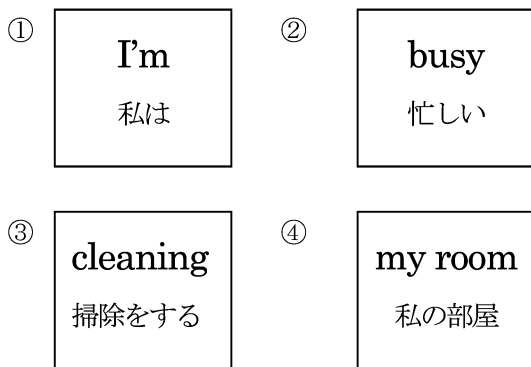 ①
I'm
私は
②
busy
忙しい
③
cleaning
掃除をする
④
my room
私の部屋